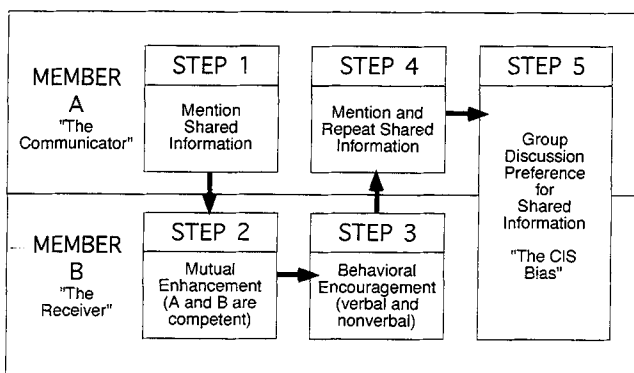 MEMBER
A
"The
Communicator"
STEP 1
Mention
Shared
Information
STEP 4
Mention and
Repeat Shared
Information
STEP 5
Group
Discussion
Preference
for
Shared
Information
"The CIS
Bias"
MEMBER
B
"The
Receiver"
STEP 2
Mutual
Enhancement
(A and B are
competent)
STEP 3
Behavioral
Encouragement
(verbal and
nonverbal)